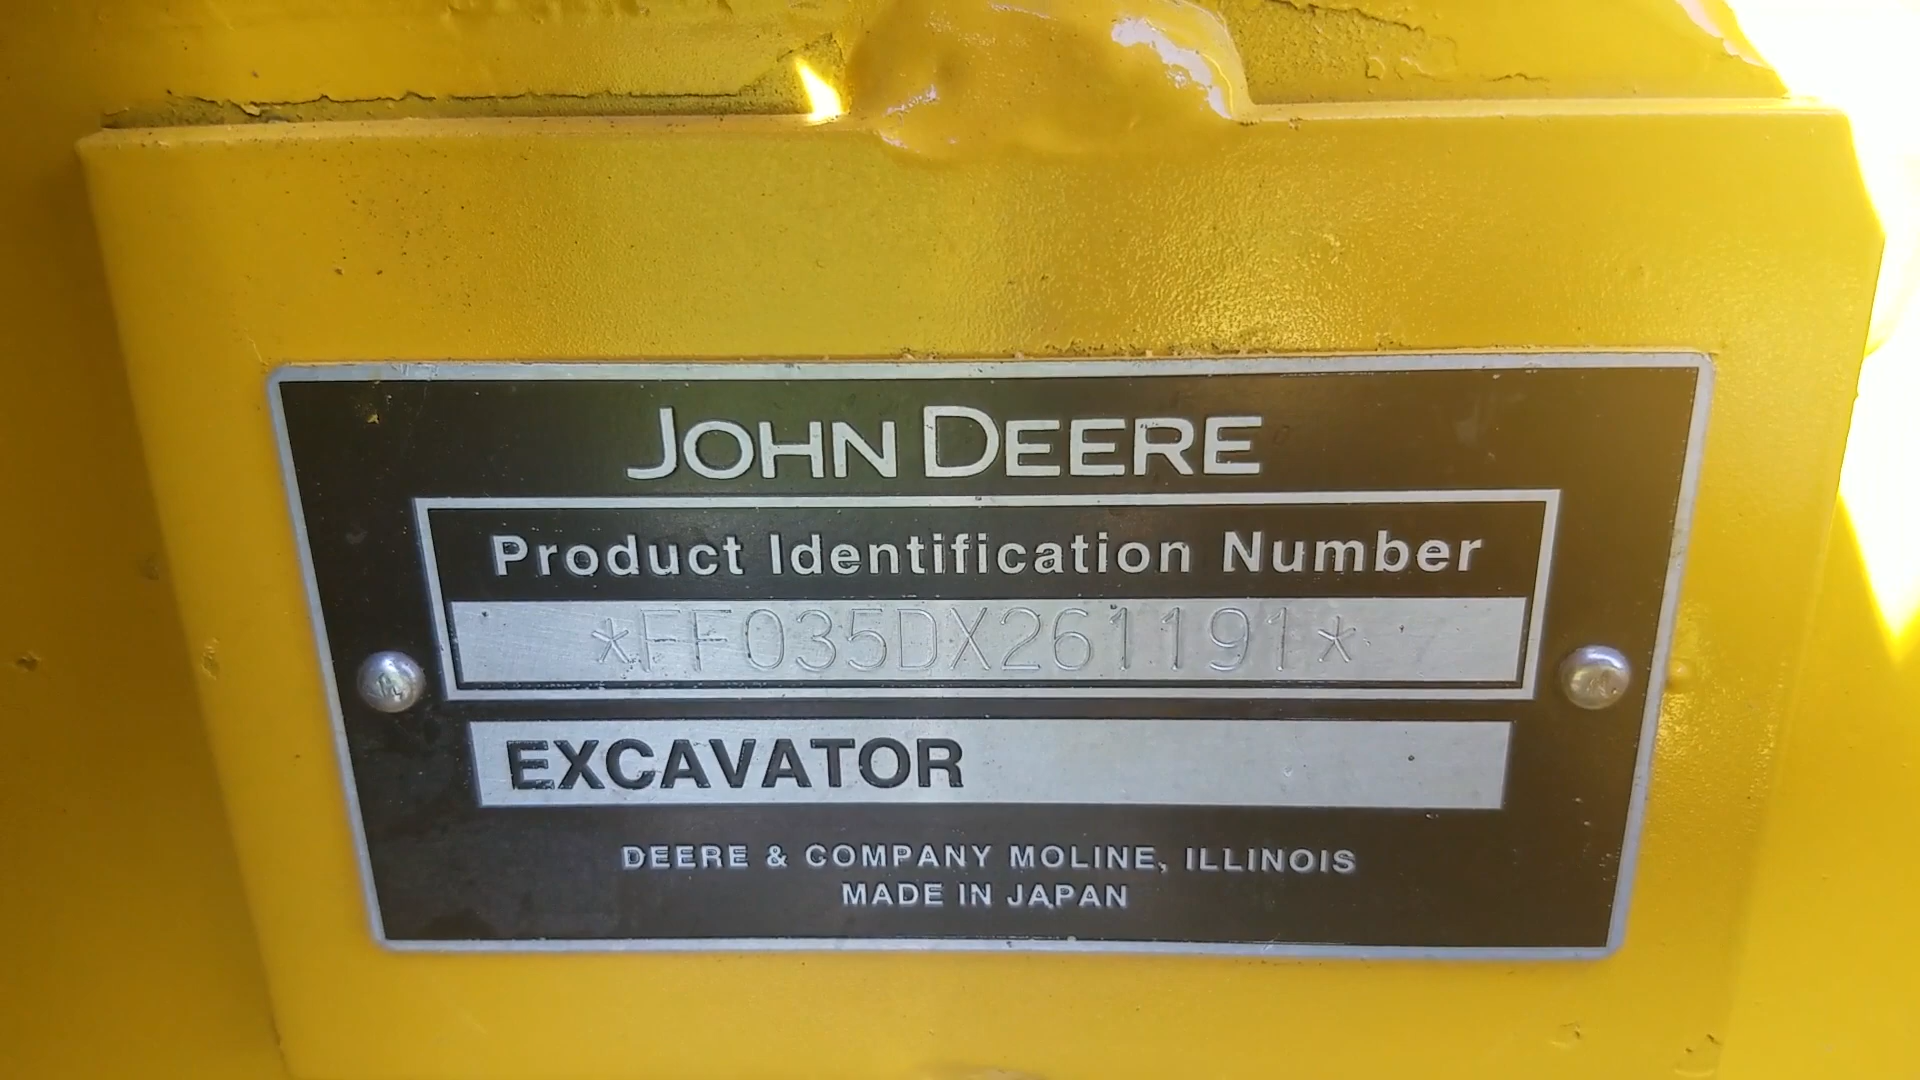 JOHN DEERE
Product Identification Number
*FF035DX261191*
EXCAVATOR
DEERE & COMPANY MOLINE, ILLINOIS
MADE IN JAPAN